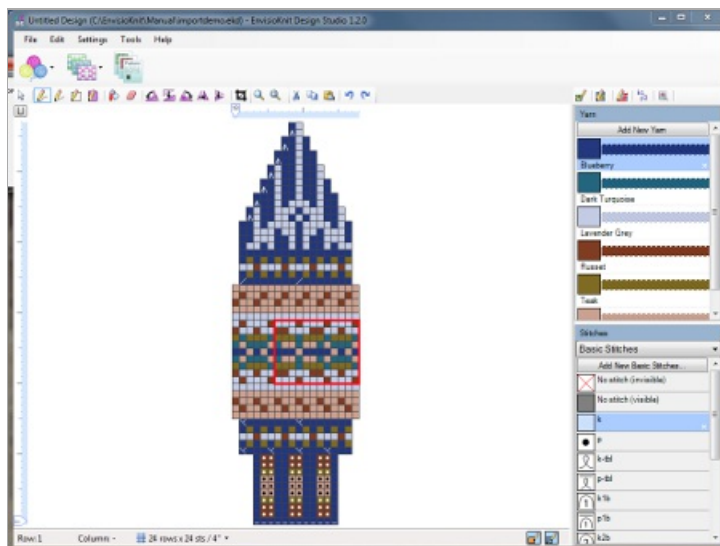 Untitled Design (C:\EnvisioKnit\Manual\importdemo.ekd) - EnvisioKnit Design Studio 1.2.0
File Edit Settings Tools Help
Yarn
Add New Yarn
Blueberry
Dark Turquoise
Lavender Grey
Russet
Teak
Stitches
Basic Stitches
Add New Basic Stitches...
No stitch (invisible)
No stitch (visible)
k
p
k-tbl
p-tbl
k1b
p1b
k2b
Row: 1 Column: - 24 rows x 24 sts / 4"